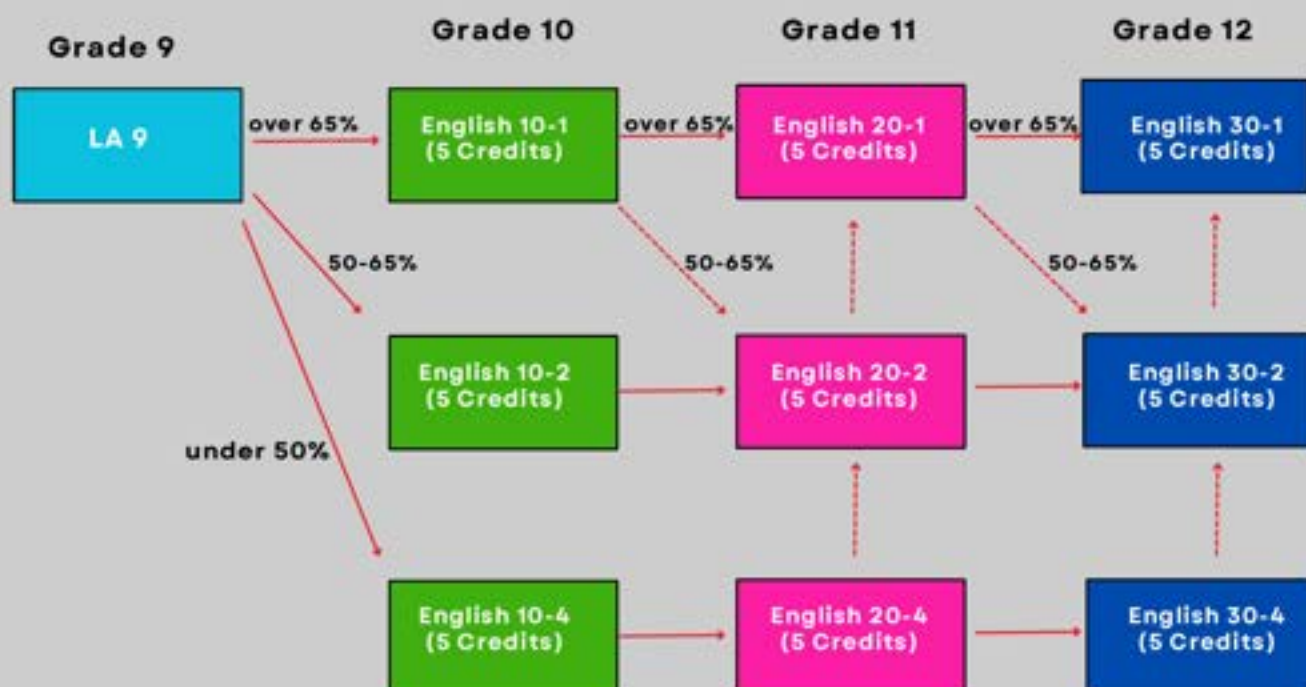 Grade 9
Grade 10
Grade 11
Grade 12
LA 9
over 65%
English 10-1
(5 Credits)
over 65%
English 20-1
(5 Credits)
over 65%
English 30-1
(5 Credits)
50-65%
50-65%
50-65%
English 10-2
(5 Credits)
English 20-2
(5 Credits)
English 30-2
(5 Credits)
under 50%
English 10-4
(5 Credits)
English 20-4
(5 Credits)
English 30-4
(5 Credits)